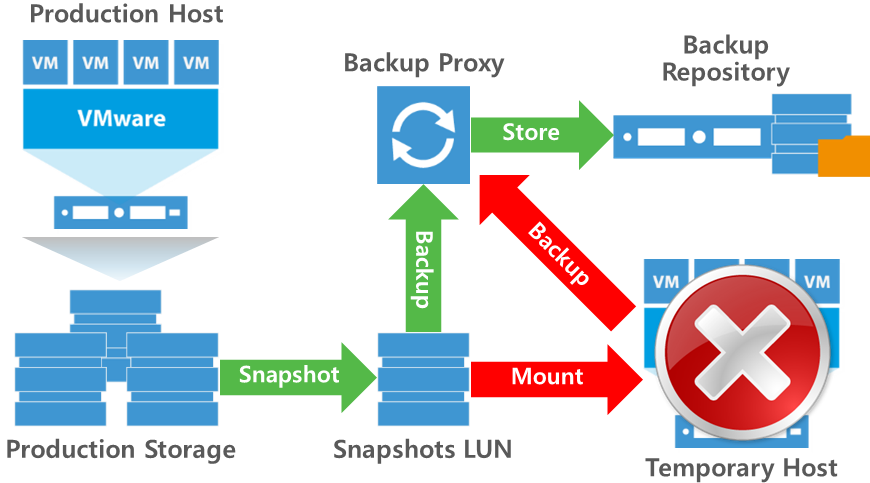 Production Host
VM VM VM VM
VMware
Backup Proxy
Backup
Repository
Store
Backup
Backup
VM VM
Snapshot
Mount
Production Storage
Snapshots LUN
Temporary Host